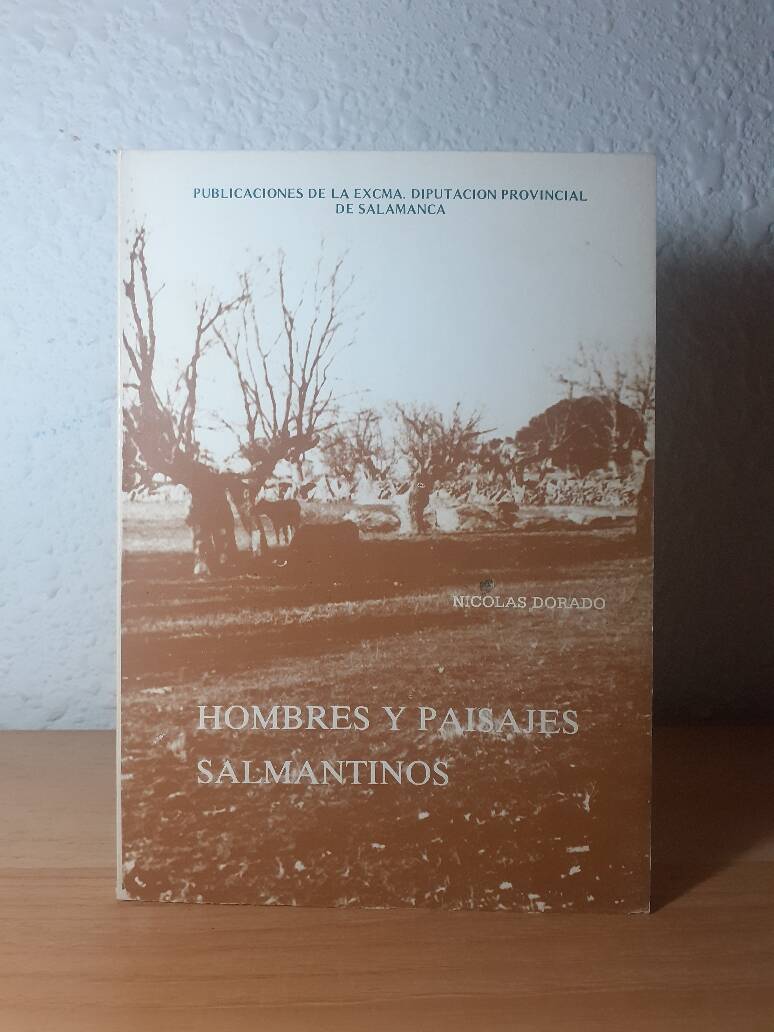 PUBLICACIONES DE LA EXCMA. DIPUTACION PROVINCIAL
DE SALAMANCA
NICOLAS DORADO
HOMBRES Y PAISAJES
SALMANTINOS